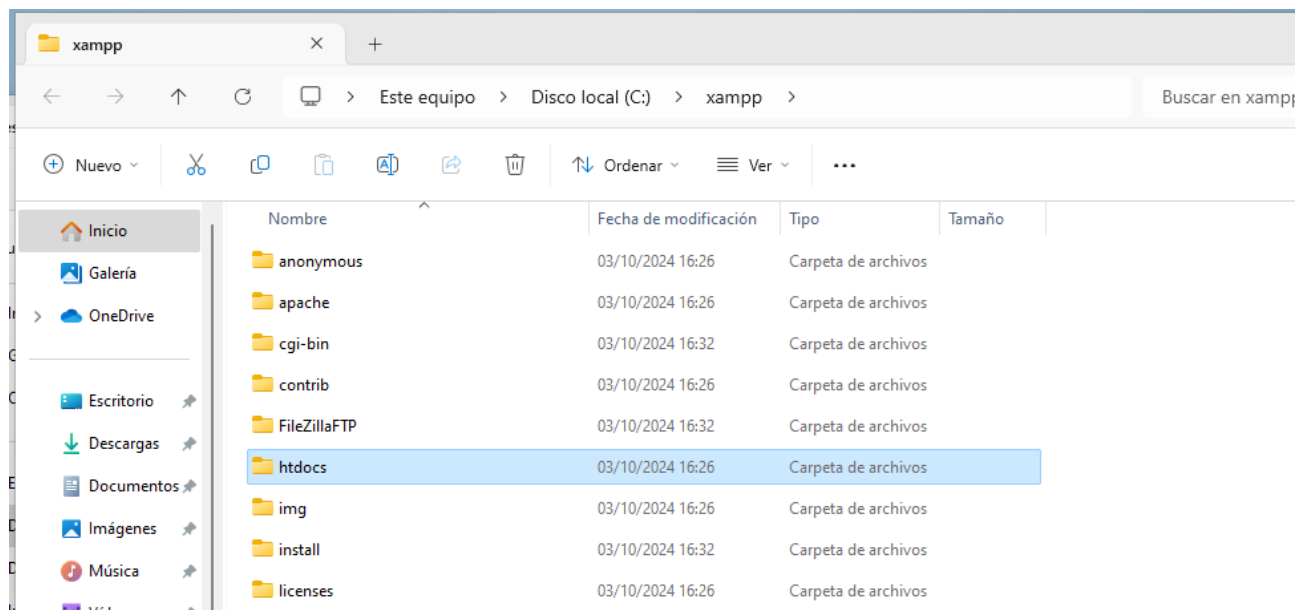 xampp
Este equipo > Disco local (C:) > xampp >
Buscar en xampp
Nuevo
Ordenar
Ver
Nombre Fecha de modificación Tipo Tamaño
Inicio
Galería
OneDrive
Escritorio
Descargas
Documentos
Imágenes
Música
anonymous 03/10/2024 16:26 Carpeta de archivos
apache 03/10/2024 16:26 Carpeta de archivos
cgi-bin 03/10/2024 16:32 Carpeta de archivos
contrib 03/10/2024 16:26 Carpeta de archivos
FileZillaFTP 03/10/2024 16:32 Carpeta de archivos
htdocs 03/10/2024 16:26 Carpeta de archivos
img 03/10/2024 16:26 Carpeta de archivos
install 03/10/2024 16:32 Carpeta de archivos
licenses 03/10/2024 16:26 Carpeta de archivos